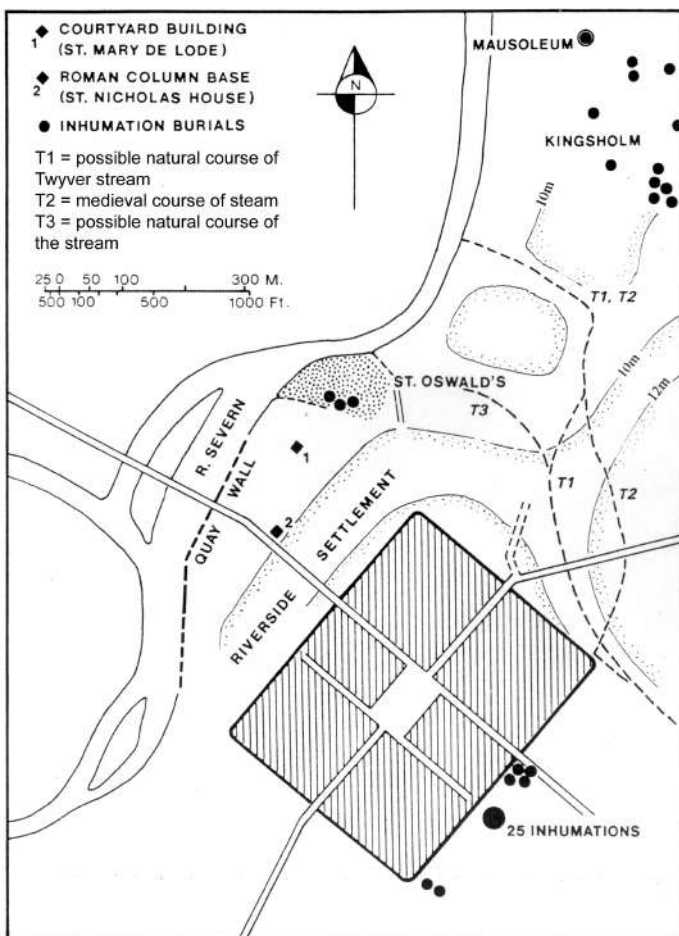 1 COURTYARD BUILDING
(ST. MARY DE LODE)
2 ROMAN COLUMN BASE
(ST. NICHOLAS HOUSE)
INHUMATION BURIALS
T1 = possible natural course of
Twyver stream
T2 = medieval course of steam
T3 = possible natural course of
the stream
25 0 50 100 300 M.
500 100 500 1000 Ft.
N
MAUSOLEUM
KINGSHOLM
10m
T1, T2
10m
12m
ST. OSWALD'S
T3
R. SEVERN
QUAY WALL
1
2
T1
T2
RIVERSIDE SETTLEMENT
25 INHUMATIONS